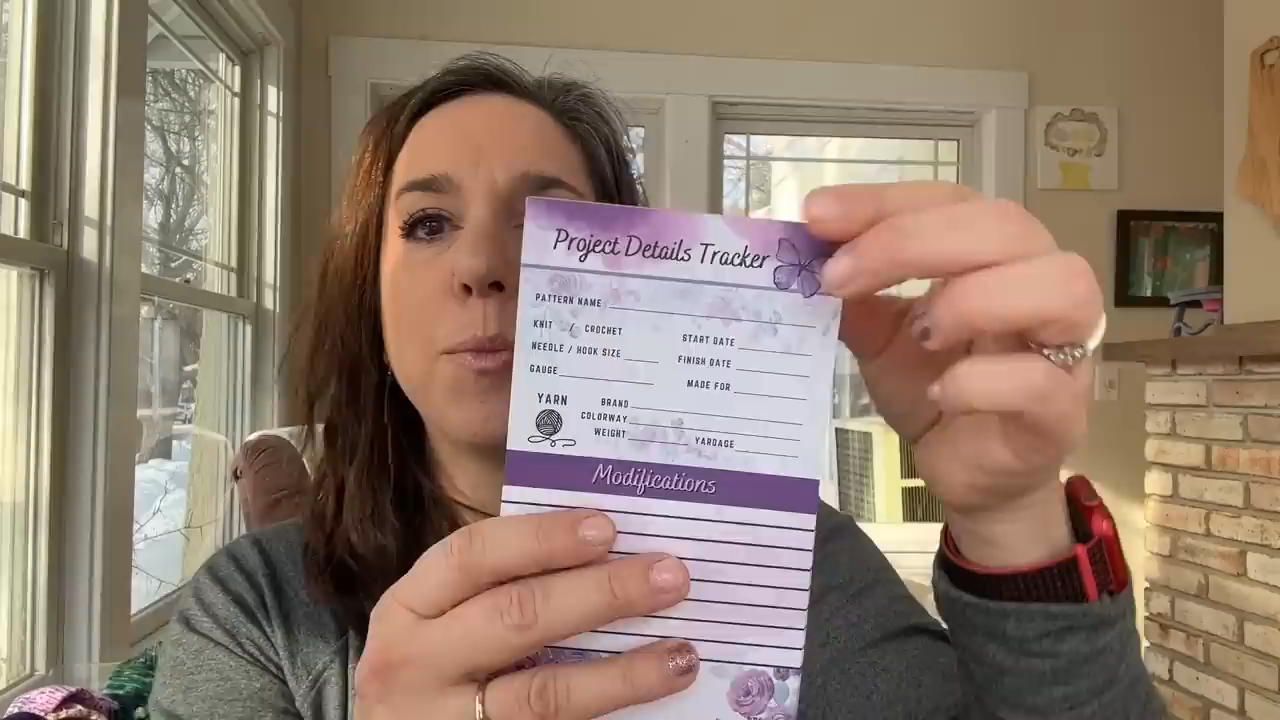 Project Details Tracker
PATTERN NAME
KNIT / CROCHET
START DATE
NEEDLE / HOOK SIZE
FINISH DATE
GAUGE
MADE FOR
YARN
BRAND
COLORWAY
WEIGHT
YARDAGE
Modifications